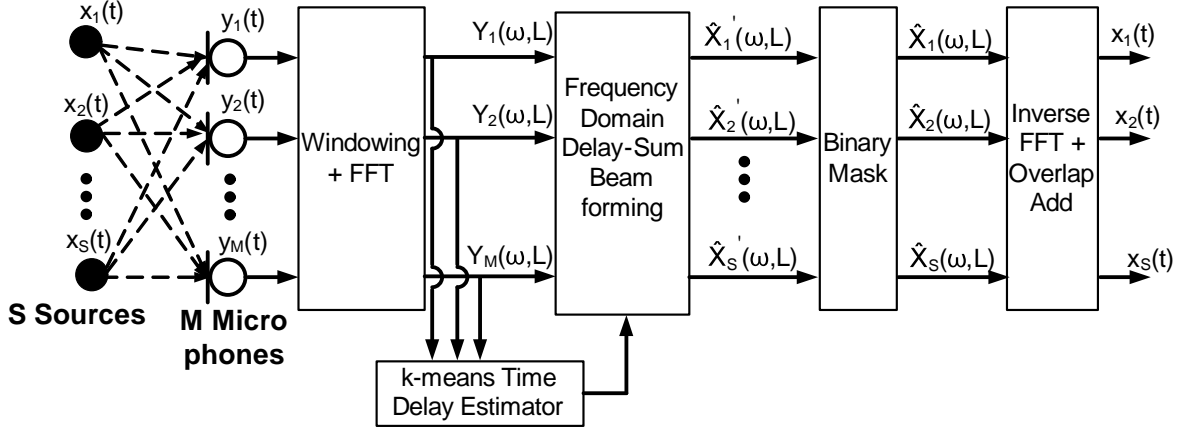 x₁(t)
y₁(t)
x₂(t)
y₂(t)
x_S(t)
y_M(t)
S Sources
M Micro
phones
Windowing
+ FFT
Y₁(ω,L)
Y₂(ω,L)
Y_M(ω,L)
k-means Time
Delay Estimator
Frequency
Domain
Delay-Sum
Beam
forming
X̂₁'(ω,L)
X̂₂'(ω,L)
X̂_S'(ω,L)
Binary
Mask
X̂₁(ω,L)
X̂₂(ω,L)
X̂_S(ω,L)
Inverse
FFT +
Overlap
Add
x₁(t)
x₂(t)
x_S(t)